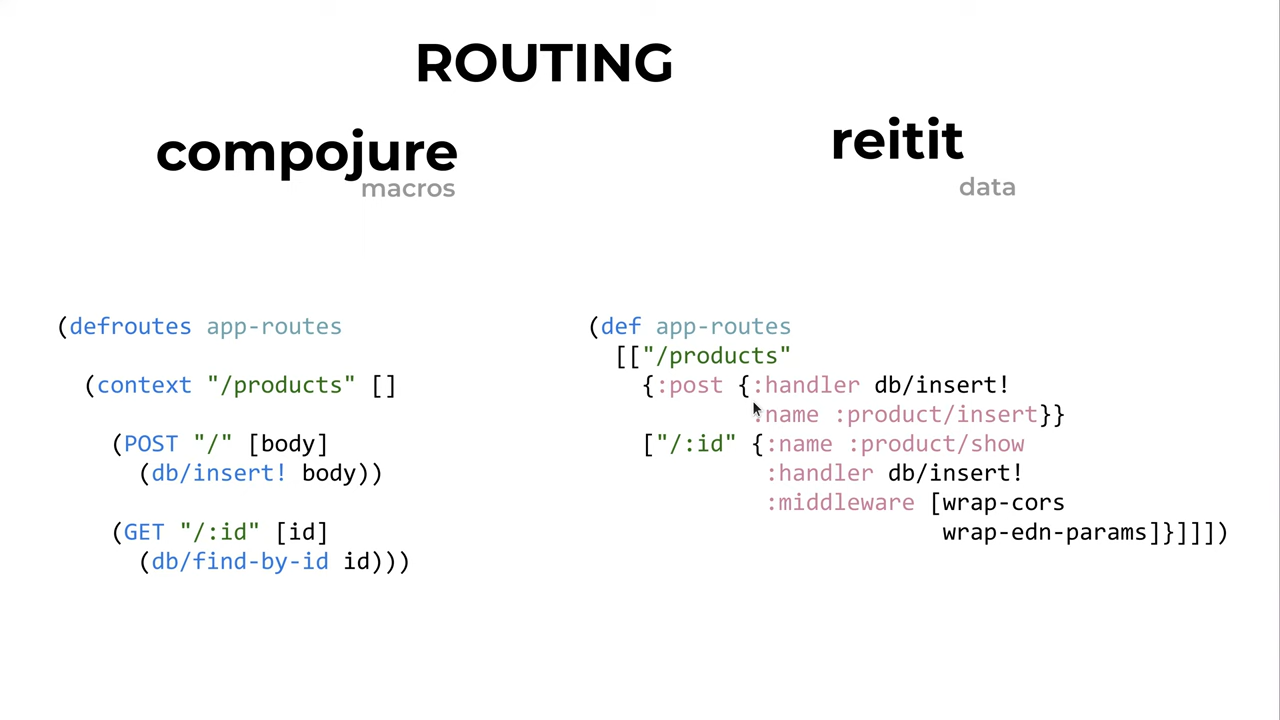 ROUTING
compojure
macros
(defroutes app-routes
(context "/products" []
(POST "/" [body]
(db/insert! body))
(GET "/:id" [id]
(db/find-by-id id)))
reitit
data
(def app-routes
[["/products"
{:post {:handler db/insert!
:name :product/insert}}
["/:id" {:name :product/show
:handler db/insert!
:middleware [wrap-cors
wrap-edn-params]}]]])